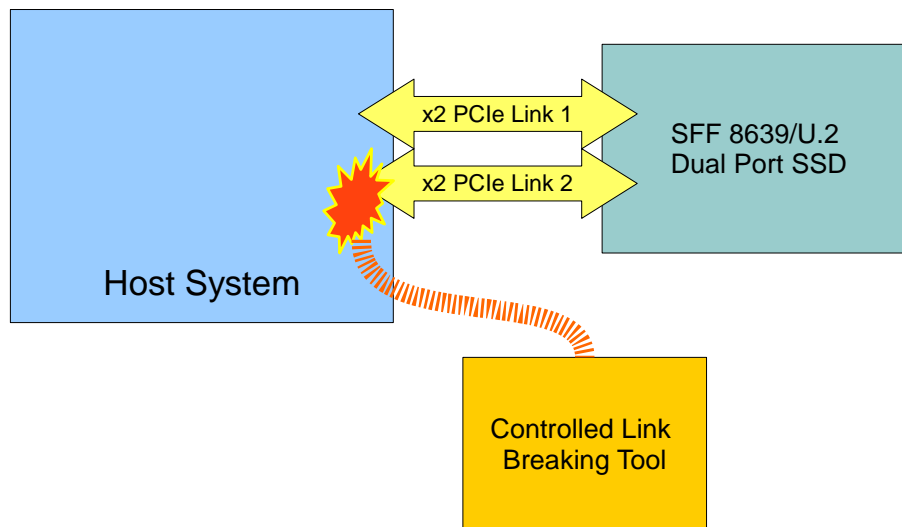 x2 PCIe Link 1
SFF 8639/U.2
Dual Port SSD
x2 PCIe Link 2
Host System
Controlled Link
Breaking Tool